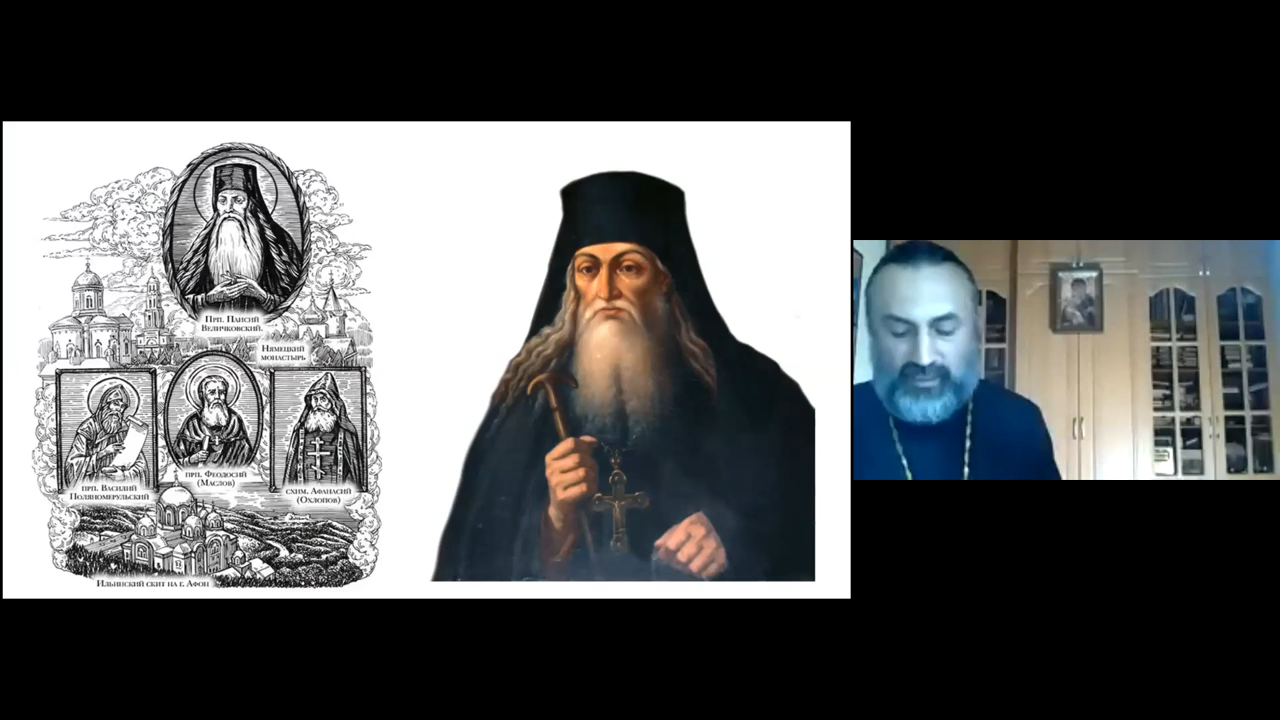 Прп. Паисий
Величковский.
Нямецкий
монастырь
прп. Василий
Поляномерульский
прп. Феодосий
(Маслов)
схим. Афанасий
(Охлопов)
Ильинский скит на г. Афон